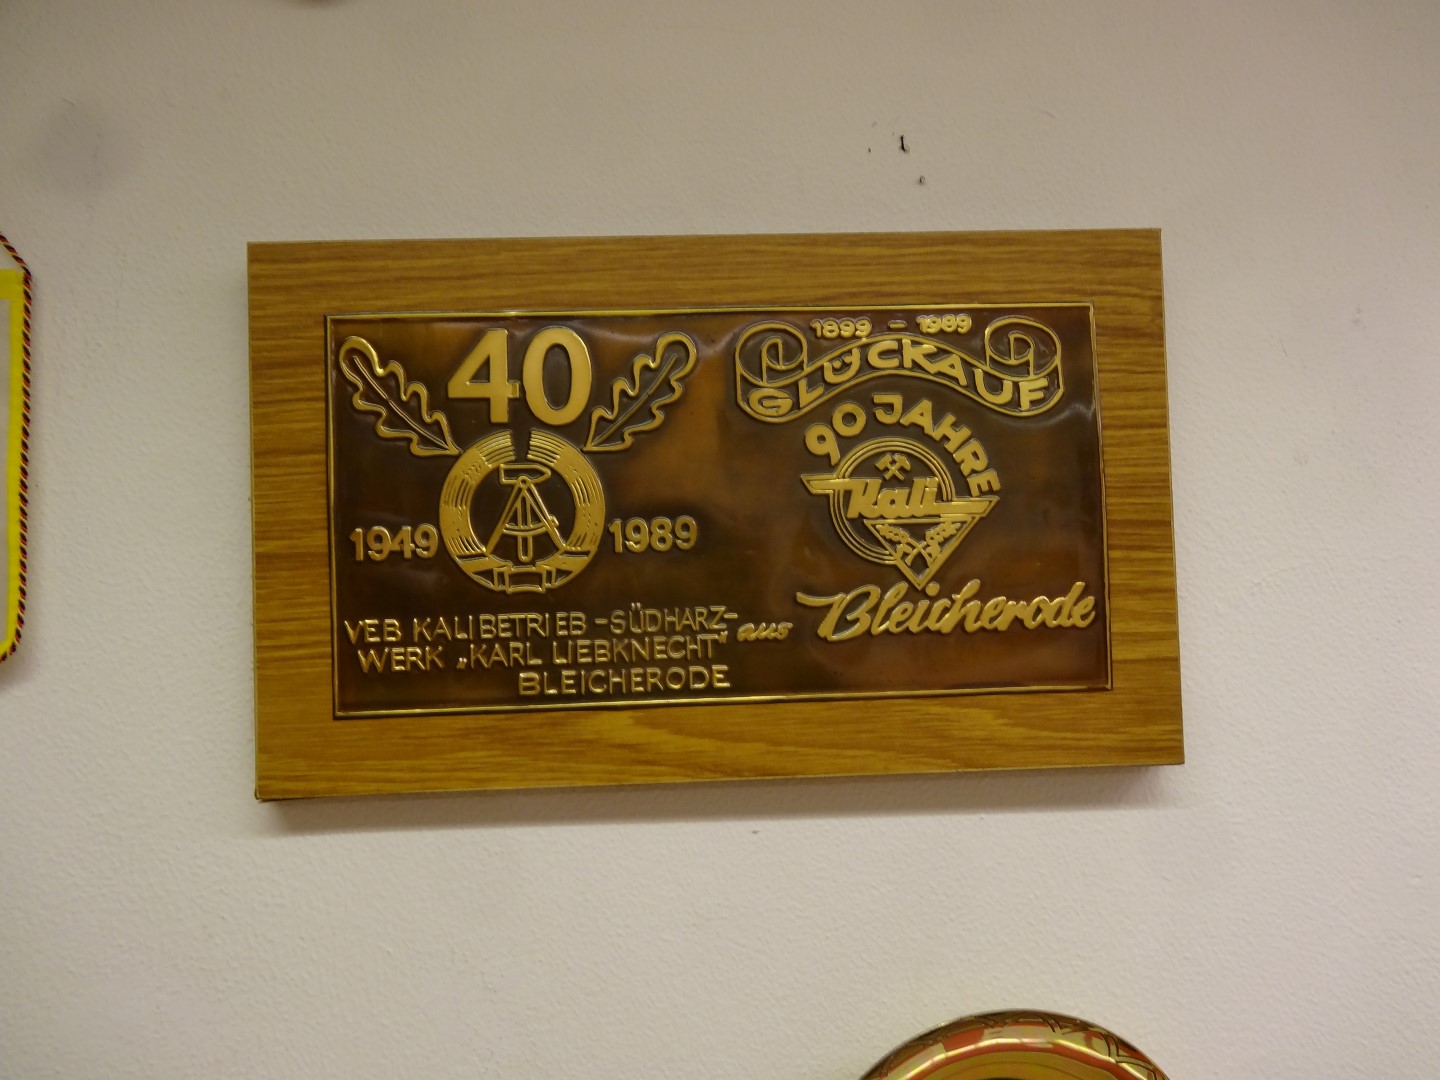 40
1949 1989
VEB KALIBETRIEB-SÜDHARZ-
WERK „KARL LIEBKNECHT"
BLEICHERODE
1899 - 1989
GLÜCKAUF
90 JAHRE
Kali
aus Bleicherode